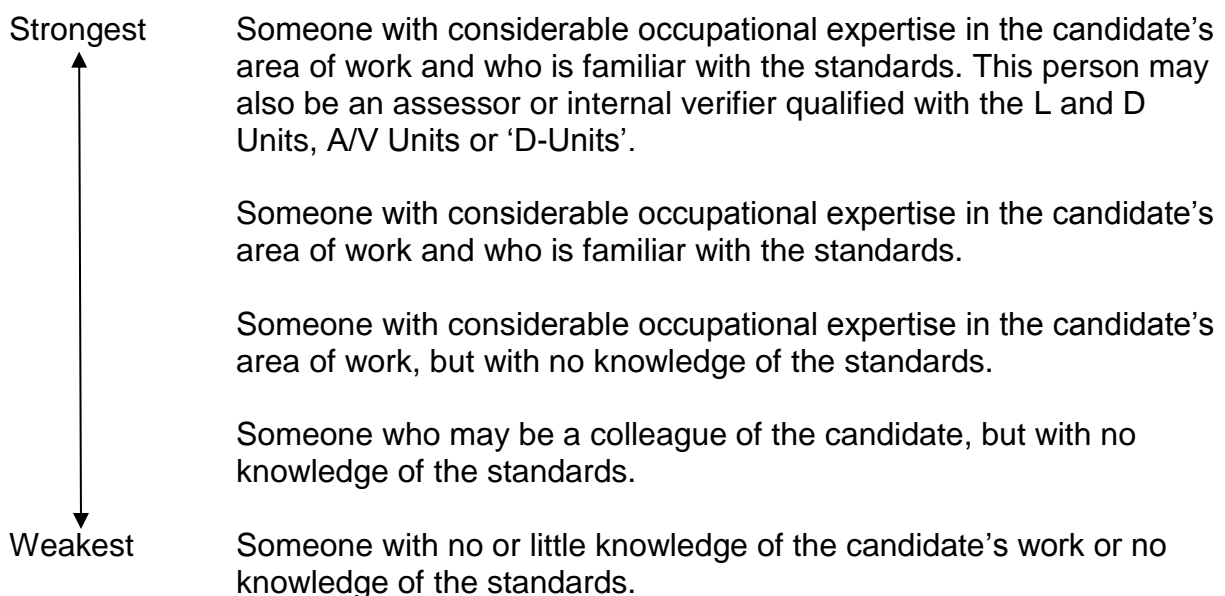 Strongest Someone with considerable occupational expertise in the candidate’s
area of work and who is familiar with the standards. This person may
also be an assessor or internal verifier qualified with the L and D
Units, A/V Units or ‘D-Units’.
Someone with considerable occupational expertise in the candidate’s
area of work and who is familiar with the standards.
Someone with considerable occupational expertise in the candidate’s
area of work, but with no knowledge of the standards.
Someone who may be a colleague of the candidate, but with no
knowledge of the standards.
Weakest Someone with no or little knowledge of the candidate’s work or no
knowledge of the standards.